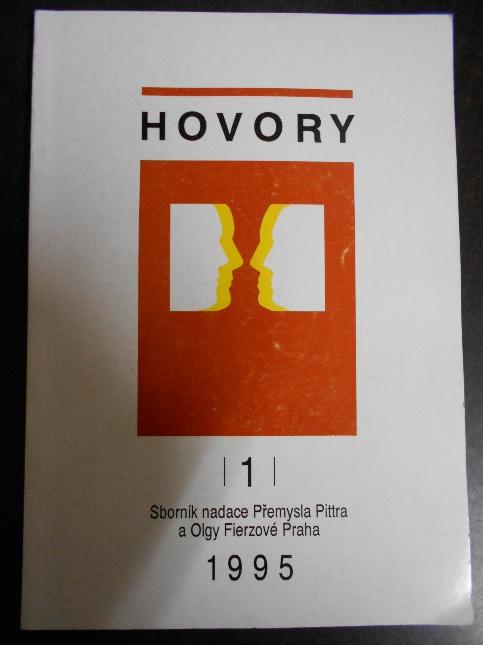 HOVORY
|1|
Sborník nadace Přemysla Pittra
a Olgy Fierzové Praha
1995